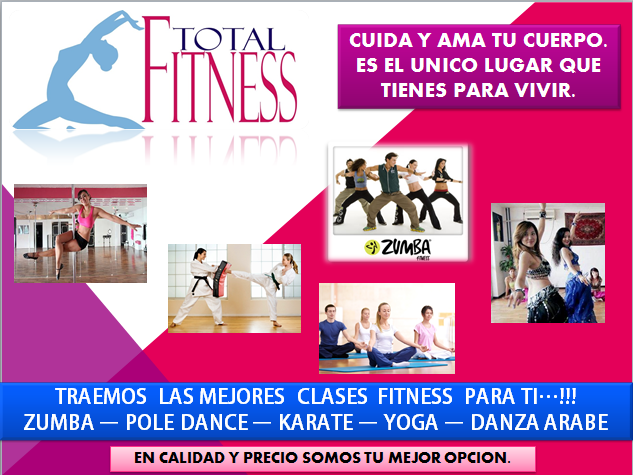 TOTAL
FITNESS
CUIDA Y AMA TU CUERPO.
ES EL UNICO LUGAR QUE
TIENES PARA VIVIR.
ZUMBA
FITNESS
TRAEMOS LAS MEJORES CLASES FITNESS PARA TI...!!!
ZUMBA — POLE DANCE — KARATE — YOGA — DANZA ARABE
EN CALIDAD Y PRECIO SOMOS TU MEJOR OPCION.